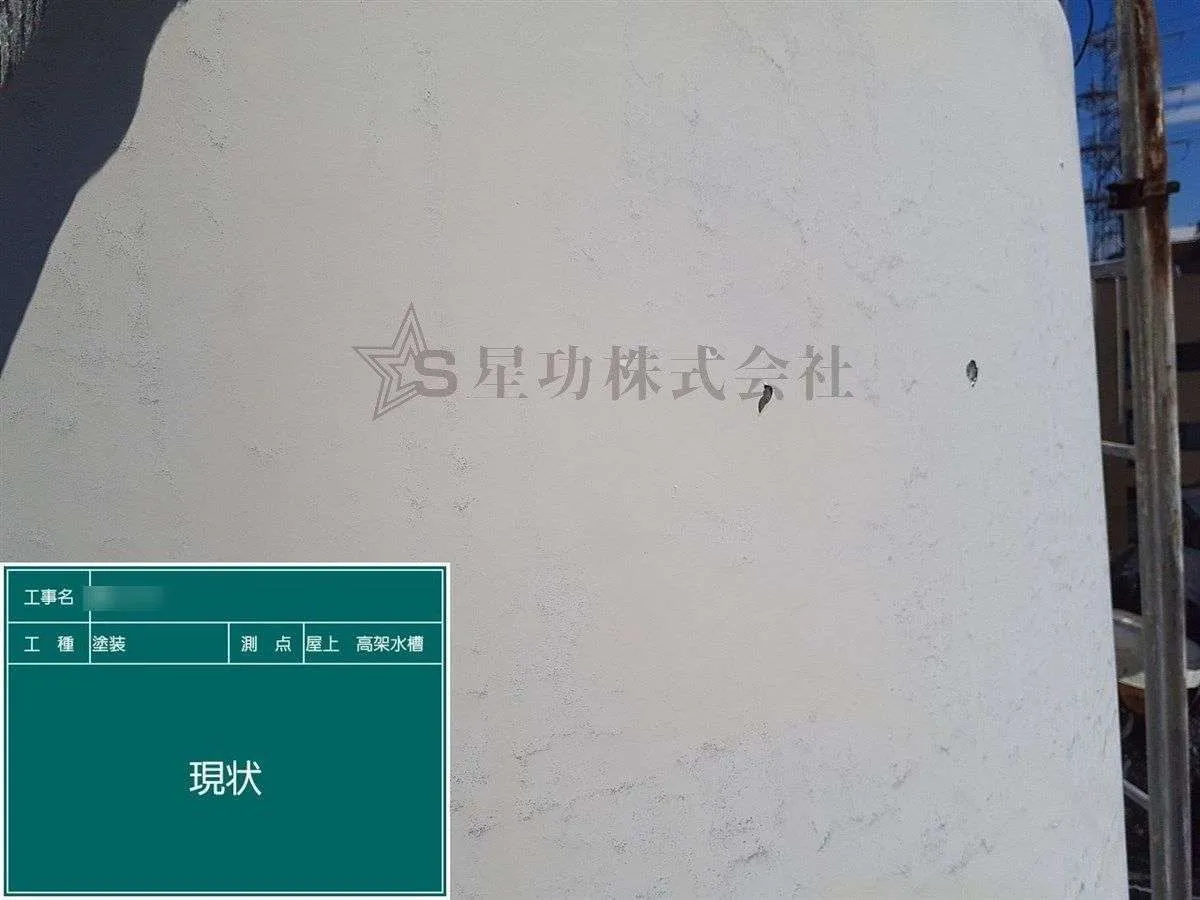 S星功株式会社
工事名
工種 塗装 測点 屋上 高架水槽
現状